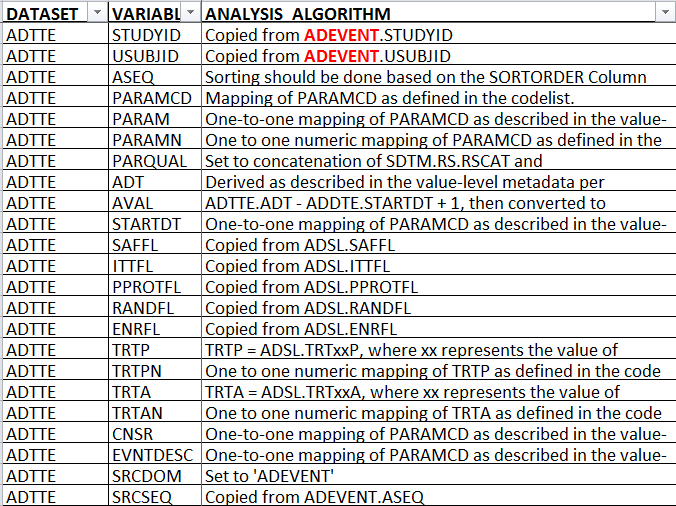 DATASET VARIABL ANALYSIS_ALGORITHM
ADTTE STUDYID Copied from ADEVENT.STUDYID
ADTTE USUBJID Copied from ADEVENT.USUBJID
ADTTE ASEQ Sorting should be done based on the SORTORDER Column
ADTTE PARAMCD Mapping of PARAMCD as defined in the codelist.
ADTTE PARAM One-to-one mapping of PARAMCD as described in the value-
ADTTE PARAMN One to one numeric mapping of PARAMCD as defined in the
ADTTE PARQUAL Set to concatenation of SDTM.RS.RSCAT and
ADTTE ADT Derived as described in the value-level metadata per
ADTTE AVAL ADTTE.ADT - ADDTE.STARTDT + 1, then converted to
ADTTE STARTDT One-to-one mapping of PARAMCD as described in the value-
ADTTE SAFFL Copied from ADSL.SAFFL
ADTTE ITTFL Copied from ADSL.ITTFL
ADTTE PPROTFL Copied from ADSL.PPROTFL
ADTTE RANDFL Copied from ADSL.RANDFL
ADTTE ENRFL Copied from ADSL.ENRFL
ADTTE TRTP TRTP = ADSL.TRTxxP, where xx represents the value of
ADTTE TRTPN One to one numeric mapping of TRTP as defined in the code
ADTTE TRTA TRTA = ADSL.TRTxxA, where xx represents the value of
ADTTE TRTAN One to one numeric mapping of TRTA as defined in the code
ADTTE CNSR One-to-one mapping of PARAMCD as described in the value-
ADTTE EVNTDESC One-to-one mapping of PARAMCD as described in the value-
ADTTE SRCDOM Set to 'ADEVENT'
ADTTE SRCSEQ Copied from ADEVENT.ASEQ